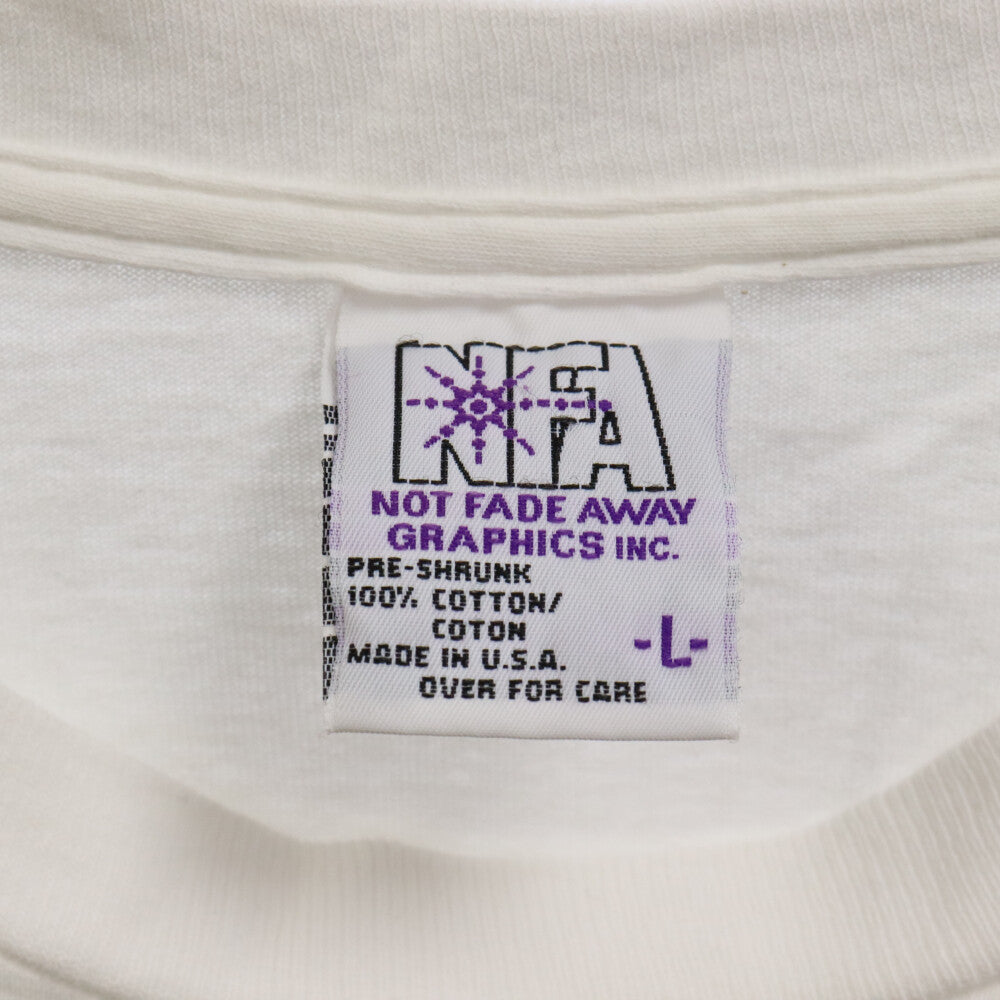 NFA
NOT FADE AWAY
GRAPHICS INC.
PRE-SHRUNK
100% COTTON/
COTON
-L-
MADE IN U.S.A.
OVER FOR CARE